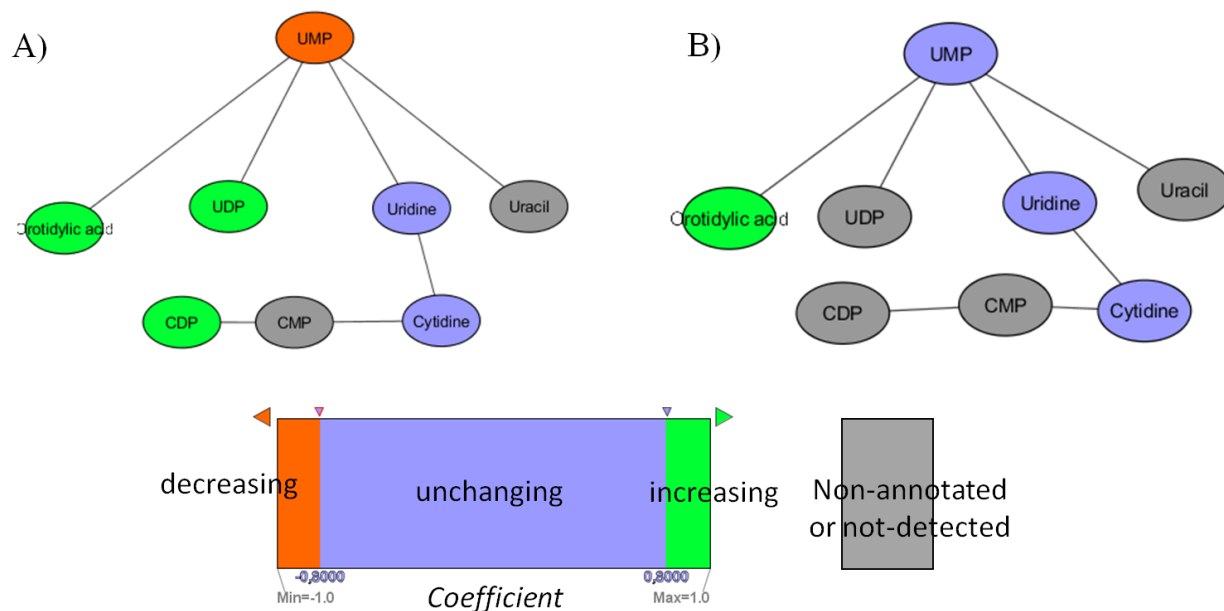 A)
UMP
Orotidylic acid
UDP
Uridine
Uracil
CDP
CMP
Cytidine
B)
UMP
Orotidylic acid
UDP
Uridine
Uracil
CDP
CMP
Cytidine
decreasing
unchanging
increasing
Non-annotated
or not-detected
-0,8000
0,8000
Min=-1.0
Coefficient
Max=1.0